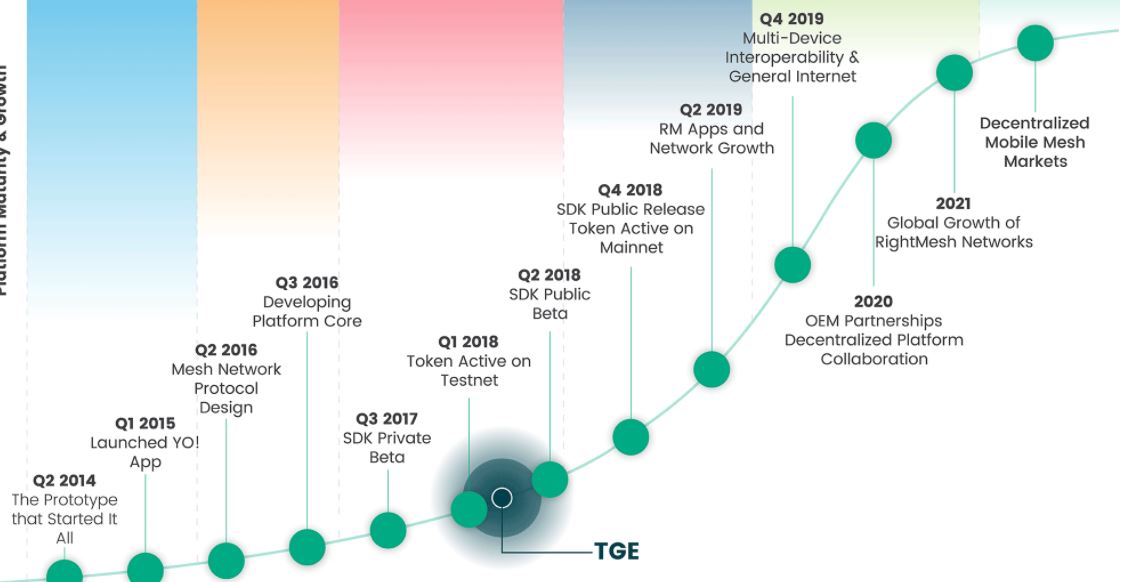 Platform Maturity & Growth
Q2 2014
The Prototype
that Started It
All
Q1 2015
Launched YO!
App
Q2 2016
Mesh Network
Protocol
Design
Q3 2016
Developing
Platform Core
Q3 2017
SDK Private
Beta
Q1 2018
Token Active on
Testnet
TGE
Q2 2018
SDK Public
Beta
Q4 2018
SDK Public Release
Token Active on
Mainnet
Q2 2019
RM Apps and
Network Growth
Q4 2019
Multi-Device
Interoperability &
General Internet
2020
OEM Partnerships
Decentralized Platform
Collaboration
2021
Global Growth of
RightMesh Networks
Decentralized
Mobile Mesh
Markets